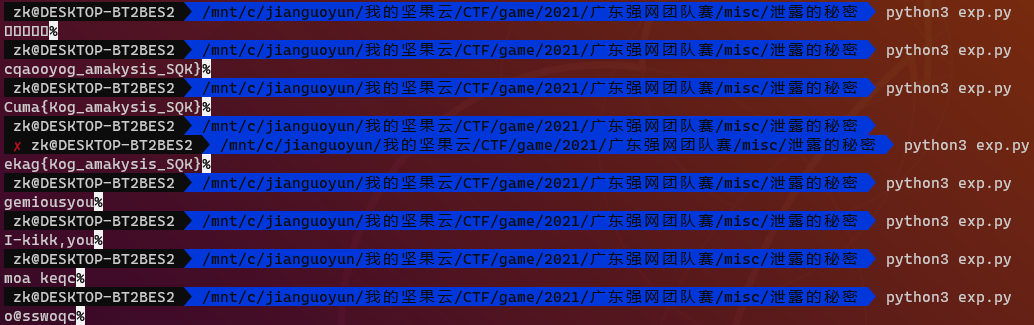 zk@DESKTOP-BT2BES2 /mnt/c/jianguoyun/我的坚果云/CTF/game/2021/广东强网团队赛/misc/泄露的秘密 python3 exp.py
▯▯▯▯▯%
zk@DESKTOP-BT2BES2 /mnt/c/jianguoyun/我的坚果云/CTF/game/2021/广东强网团队赛/misc/泄露的秘密 python3 exp.py
cqaooyog_amakysis_SQK}%
zk@DESKTOP-BT2BES2 /mnt/c/jianguoyun/我的坚果云/CTF/game/2021/广东强网团队赛/misc/泄露的秘密 python3 exp.py
Cuma{Kog_amakysis_SQK}%
zk@DESKTOP-BT2BES2 /mnt/c/jianguoyun/我的坚果云/CTF/game/2021/广东强网团队赛/misc/泄露的秘密
✘ zk@DESKTOP-BT2BES2 /mnt/c/jianguoyun/我的坚果云/CTF/game/2021/广东强网团队赛/misc/泄露的秘密 python3 exp.py
ekag{Kog_amakysis_SQK}%
zk@DESKTOP-BT2BES2 /mnt/c/jianguoyun/我的坚果云/CTF/game/2021/广东强网团队赛/misc/泄露的秘密 python3 exp.py
gemiousyou%
zk@DESKTOP-BT2BES2 /mnt/c/jianguoyun/我的坚果云/CTF/game/2021/广东强网团队赛/misc/泄露的秘密 python3 exp.py
I-kikk,you%
zk@DESKTOP-BT2BES2 /mnt/c/jianguoyun/我的坚果云/CTF/game/2021/广东强网团队赛/misc/泄露的秘密 python3 exp.py
moa keqc%
zk@DESKTOP-BT2BES2 /mnt/c/jianguoyun/我的坚果云/CTF/game/2021/广东强网团队赛/misc/泄露的秘密 python3 exp.py
o@sswoqc%